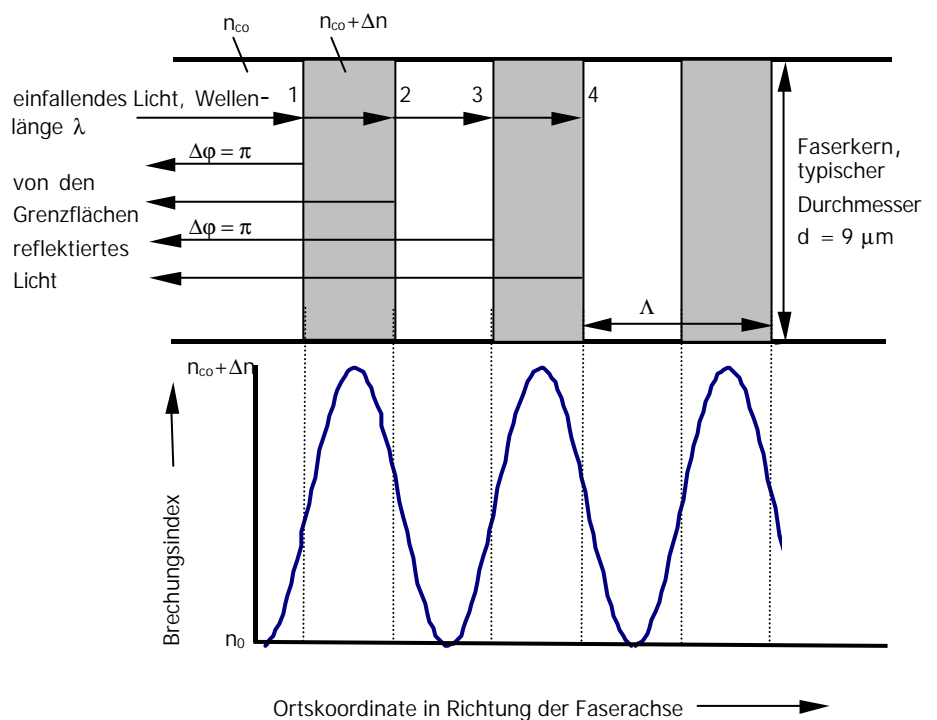 n_co
n_co+Δn
1
2
3
4
einfallendes Licht, Wellen-
länge λ
Δφ = π
von den
Grenzflächen
Δφ = π
reflektiertes
Licht
Faserkern,
typischer
Durchmesser
d = 9 μm
Λ
n_co+Δn
Brechungsindex
n_0
Ortskoordinate in Richtung der Faserachse